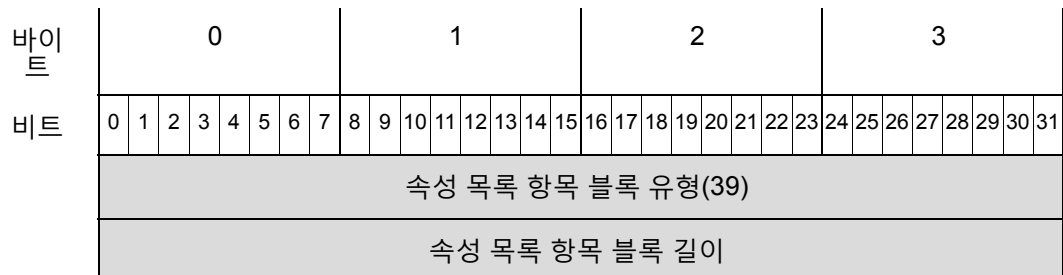 바이트 0 1 2 3
비트 0 1 2 3 4 5 6 7 8 9 10 11 12 13 14 15 16 17 18 19 20 21 22 23 24 25 26 27 28 29 30 31
속성 목록 항목 블록 유형(39)
속성 목록 항목 블록 길이